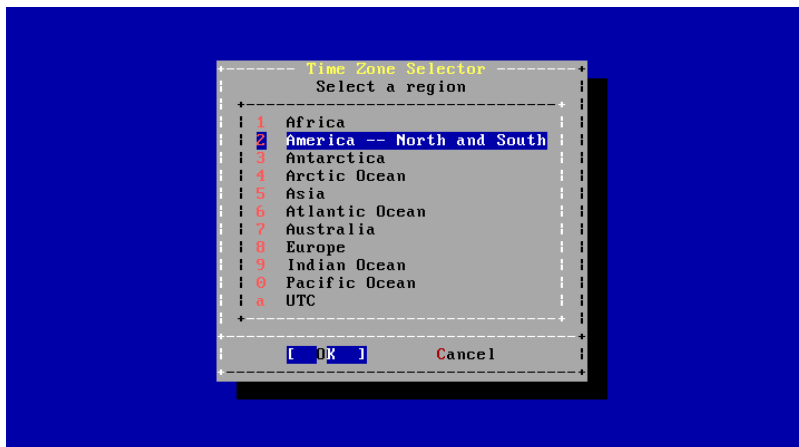 Time Zone Selector
Select a region
1 Africa
2 America -- North and South
3 Antarctica
4 Arctic Ocean
5 Asia
6 Atlantic Ocean
7 Australia
8 Europe
9 Indian Ocean
0 Pacific Ocean
a UTC
[ OK ] Cancel